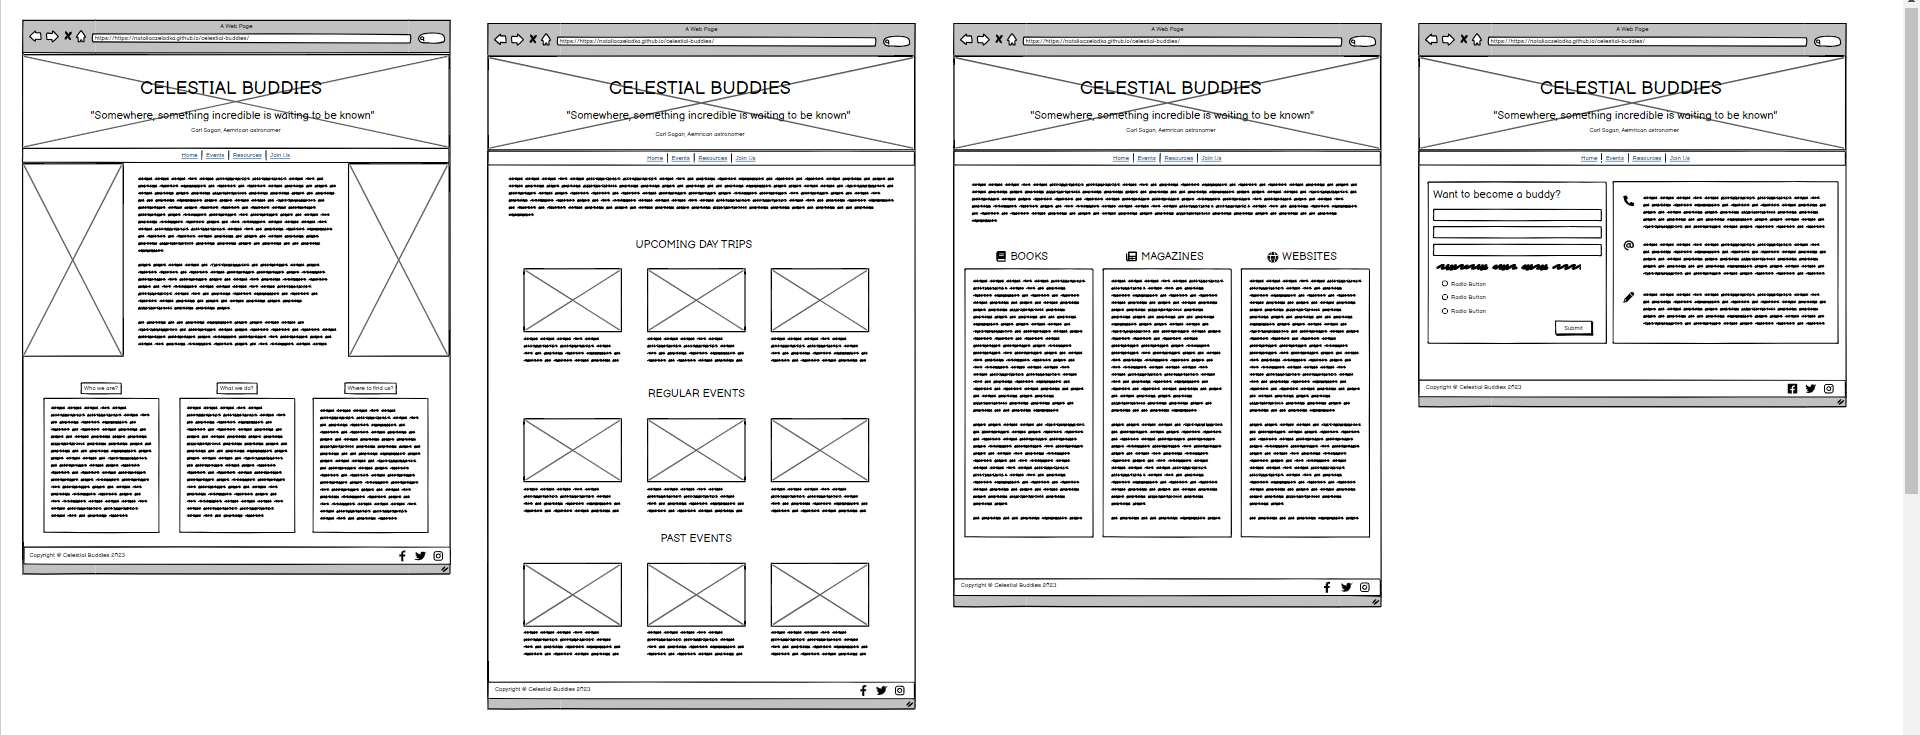 A Web Page
https://https://nataliaczeladka.github.io/celestial-buddies/
CELESTIAL BUDDIES
"Somewhere, something incredible is waiting to be known"
Carl Sagan, Aemrican astronomer
Home | Events | Resources | Join Us
Who we are?
What we do?
Where to find us?
Copyright © Celestial Buddies 2023
A Web Page
https://https://nataliaczeladka.github.io/celestial-buddies/
CELESTIAL BUDDIES
"Somewhere, something incredible is waiting to be known"
Carl Sagan, Aemrican astronomer
Home | Events | Resources | Join Us
UPCOMING DAY TRIPS
REGULAR EVENTS
PAST EVENTS
Copyright © Celestial Buddies 2023
A Web Page
https://https://nataliaczeladka.github.io/celestial-buddies/
CELESTIAL BUDDIES
"Somewhere, something incredible is waiting to be known"
Carl Sagan, Aemrican astronomer
Home | Events | Resources | Join Us
BOOKS
MAGAZINES
WEBSITES
Copyright © Celestial Buddies 2023
A Web Page
https://https://nataliaczeladka.github.io/celestial-buddies/
CELESTIAL BUDDIES
"Somewhere, something incredible is waiting to be known"
Carl Sagan, Aemrican astronomer
Home | Events | Resources | Join Us
Want to become a buddy?
Radio Button
Radio Button
Radio Button
Submit
Copyright © Celestial Buddies 2023